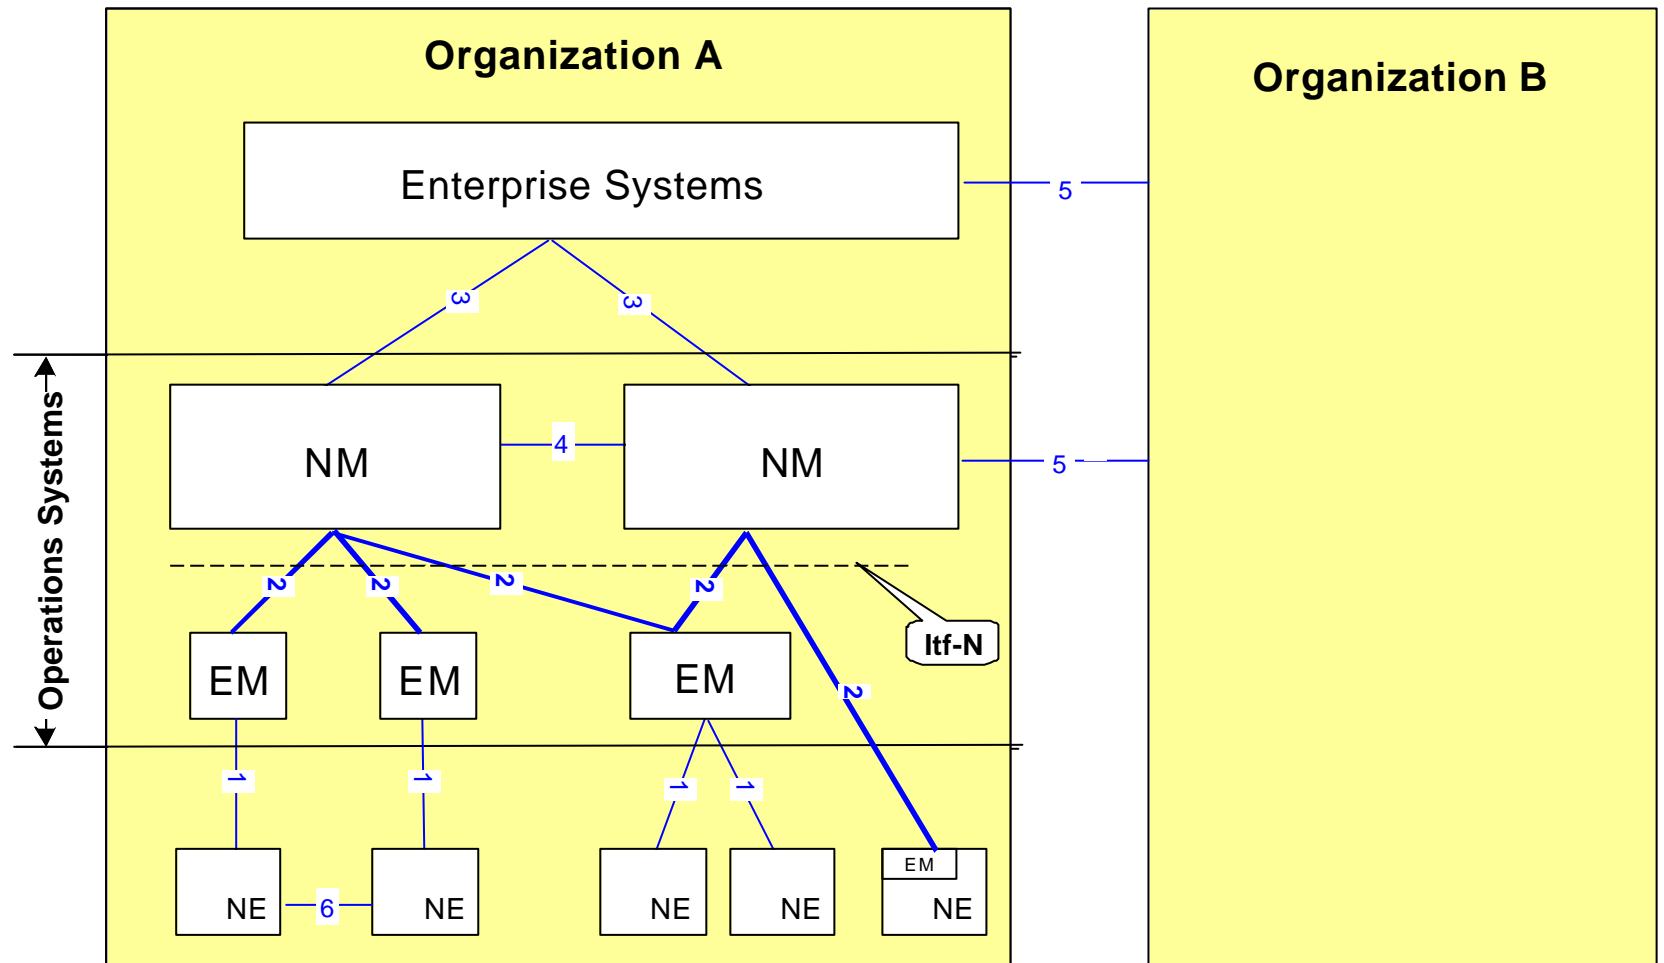 Organization A
Organization B
Enterprise Systems
5
3
3
Operations Systems
NM
4
NM
5
2
2
2
2
Itf-N
EM
EM
EM
2
1
1
1
1
EM
NE
6
NE
NE
NE
NE